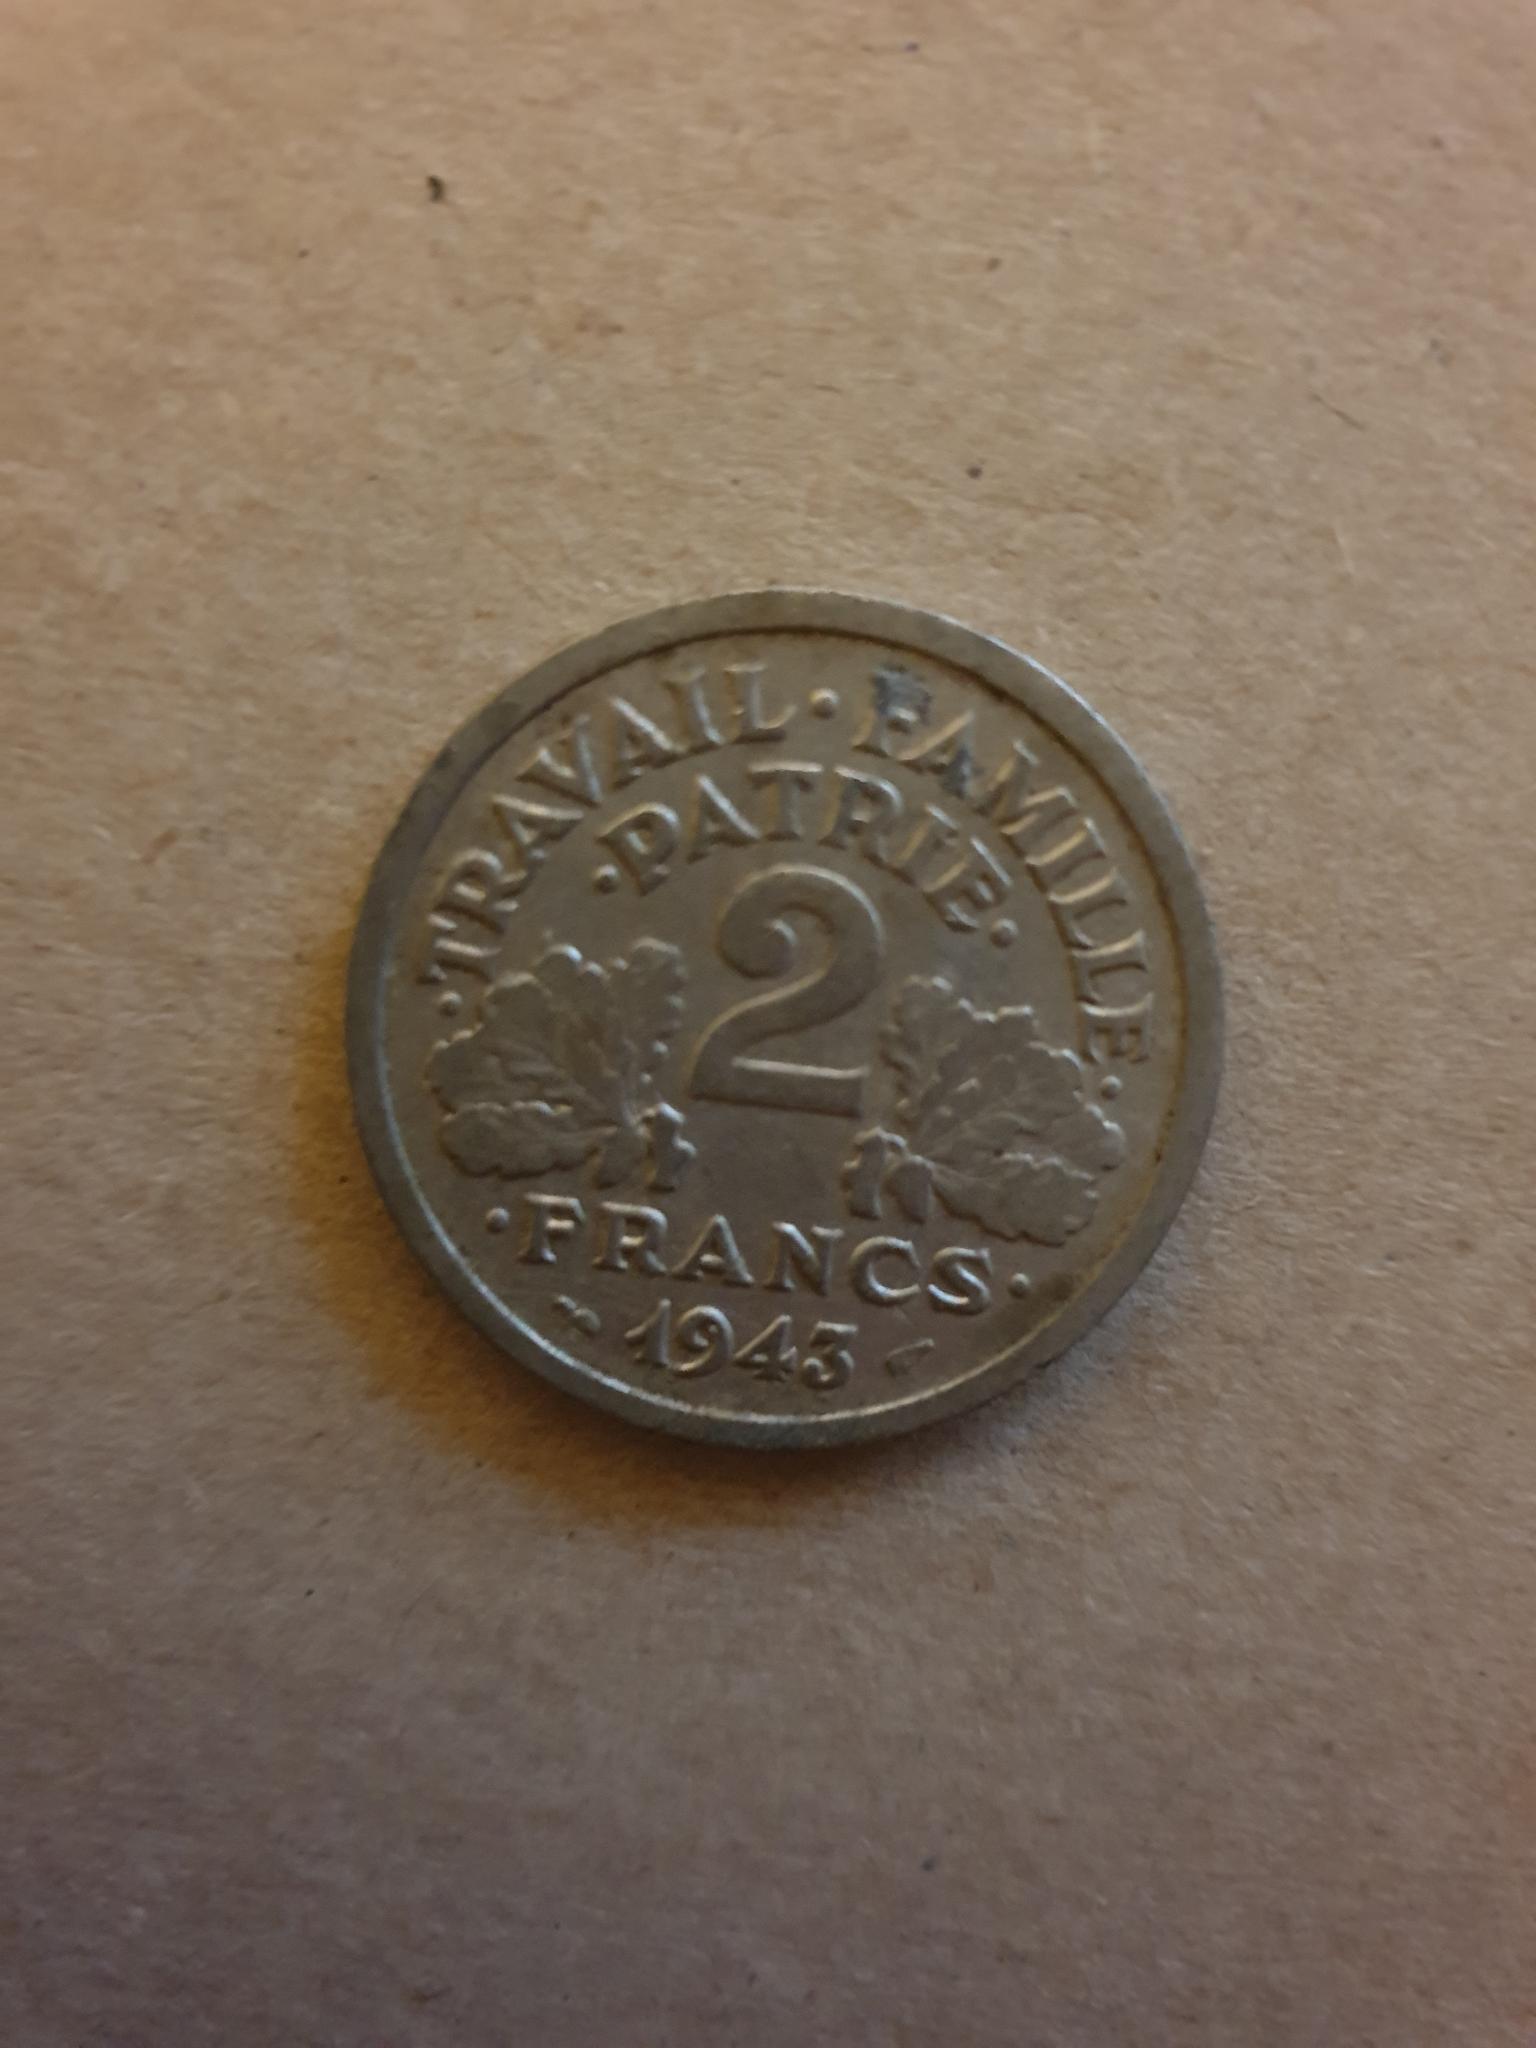 ·TRAVAIL·FAMILLE·
·PATRIE·
2
·FRANCS·
1943